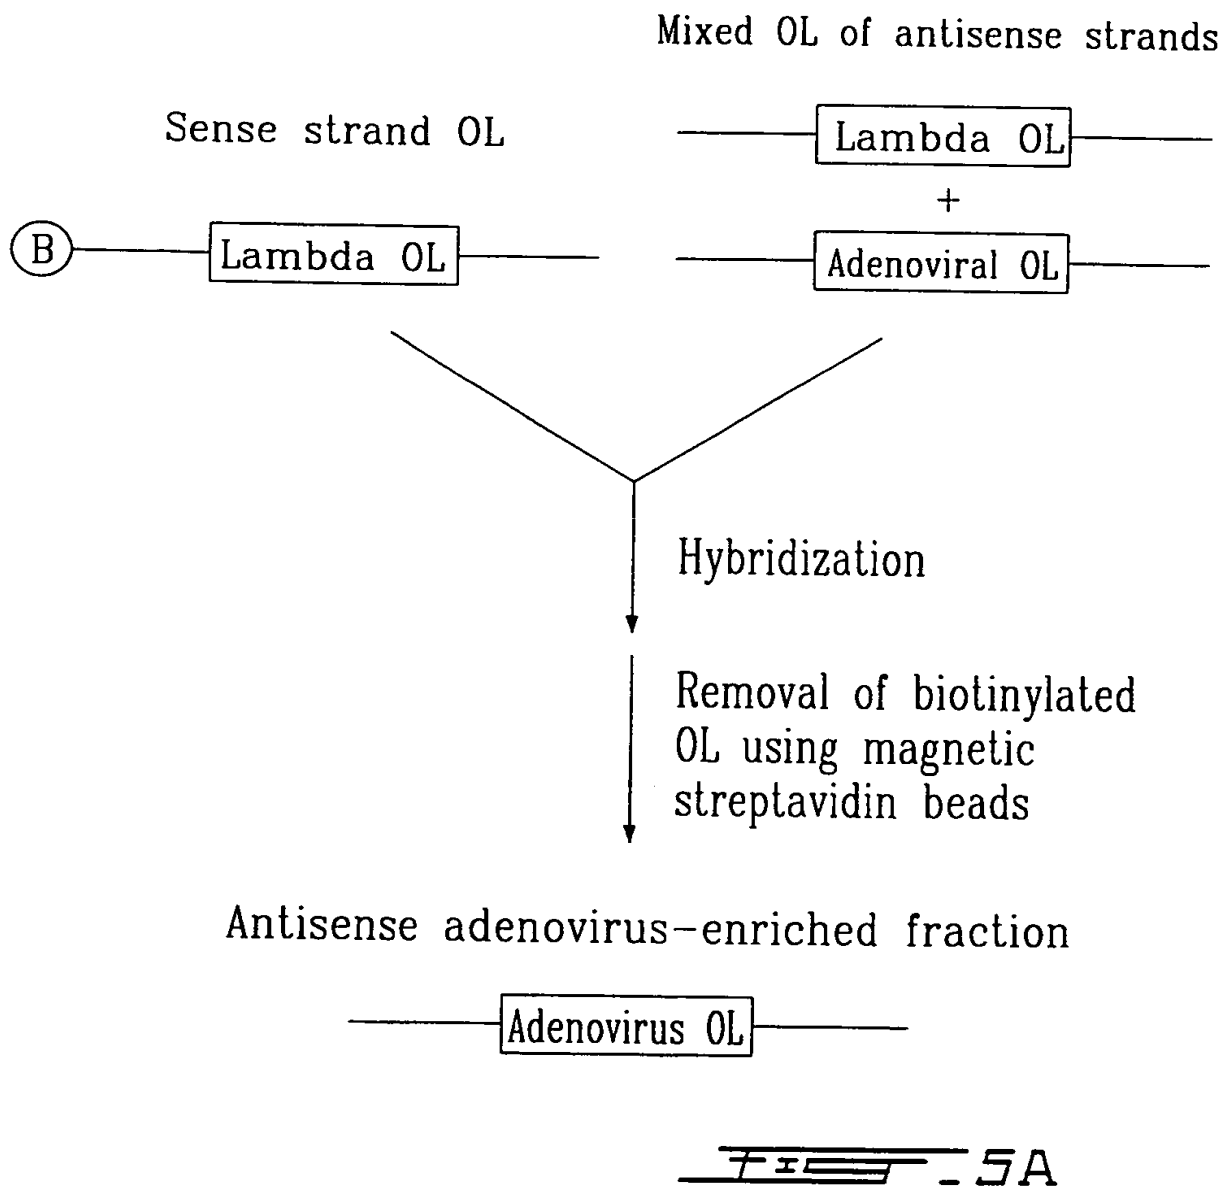 Mixed OL of antisense strands
Sense strand OL
Lambda OL
+
B
Lambda OL
Adenoviral OL
Hybridization
Removal of biotinylated
OL using magnetic
streptavidin beads
Antisense adenovirus-enriched fraction
Adenovirus OL
Fig-5A